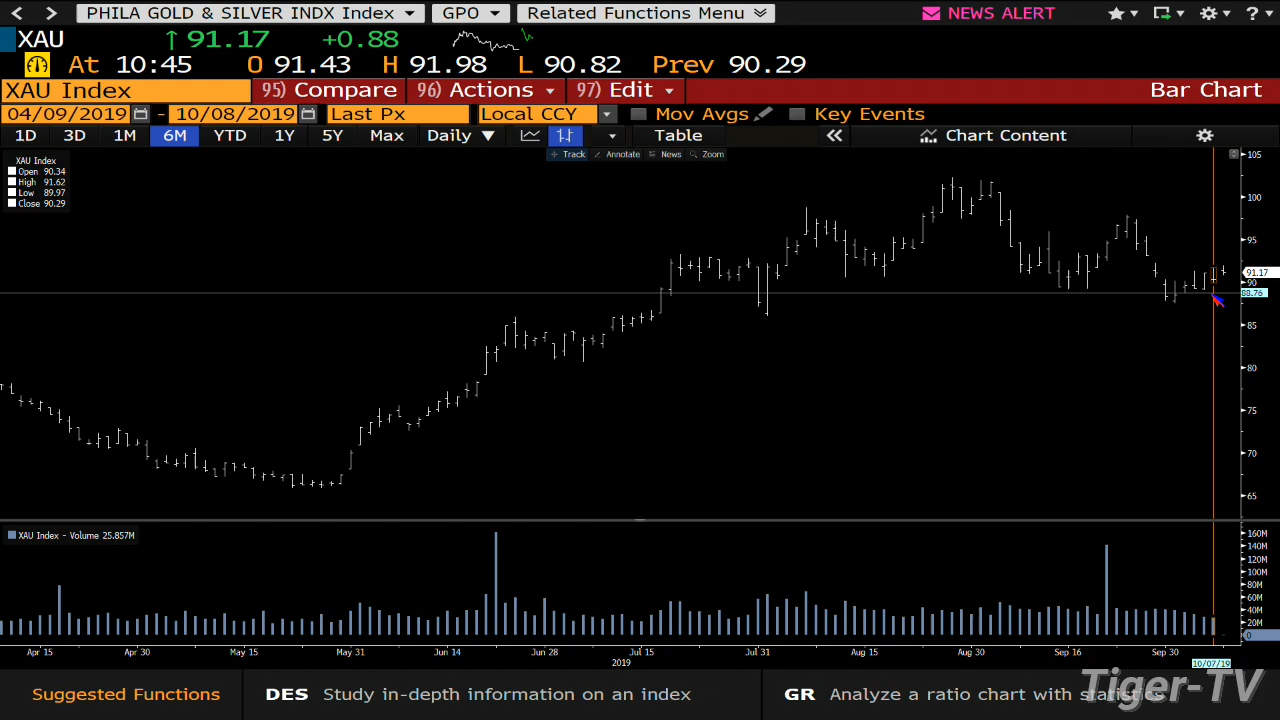 PHILA GOLD & SILVER INDX Index GPO Related Functions Menu NEWS ALERT
XAU ↑ 91.17 +0.88
At 10:45 O 91.43 H 91.98 L 90.82 Prev 90.29
XAU Index 95) Compare 96) Actions 97) Edit Bar Chart
04/09/2019 - 10/08/2019 Last Px Local CCY Mov Avgs Key Events
1D 3D 1M 6M YTD 1Y 5Y Max Daily ▼ Table « Chart Content
Track Annotate News Zoom
XAU Index
Open 90.34
High 91.62
Low 89.97
Close 90.29
105
100
95
91.17
90
88.76
85
80
75
70
65
XAU Index - Volume 25.857M
160M
140M
120M
100M
80M
60M
40M
20M
0
Apr 15 Apr 30 May 15 May 31 Jun 14 Jun 28 Jul 15 Jul 31 Aug 15 Aug 30 Sep 16 Sep 30
2019 10/07/19
Suggested Functions DES Study in-depth information on an index GR Analyze a ratio chart with statistics
Tiger-TV